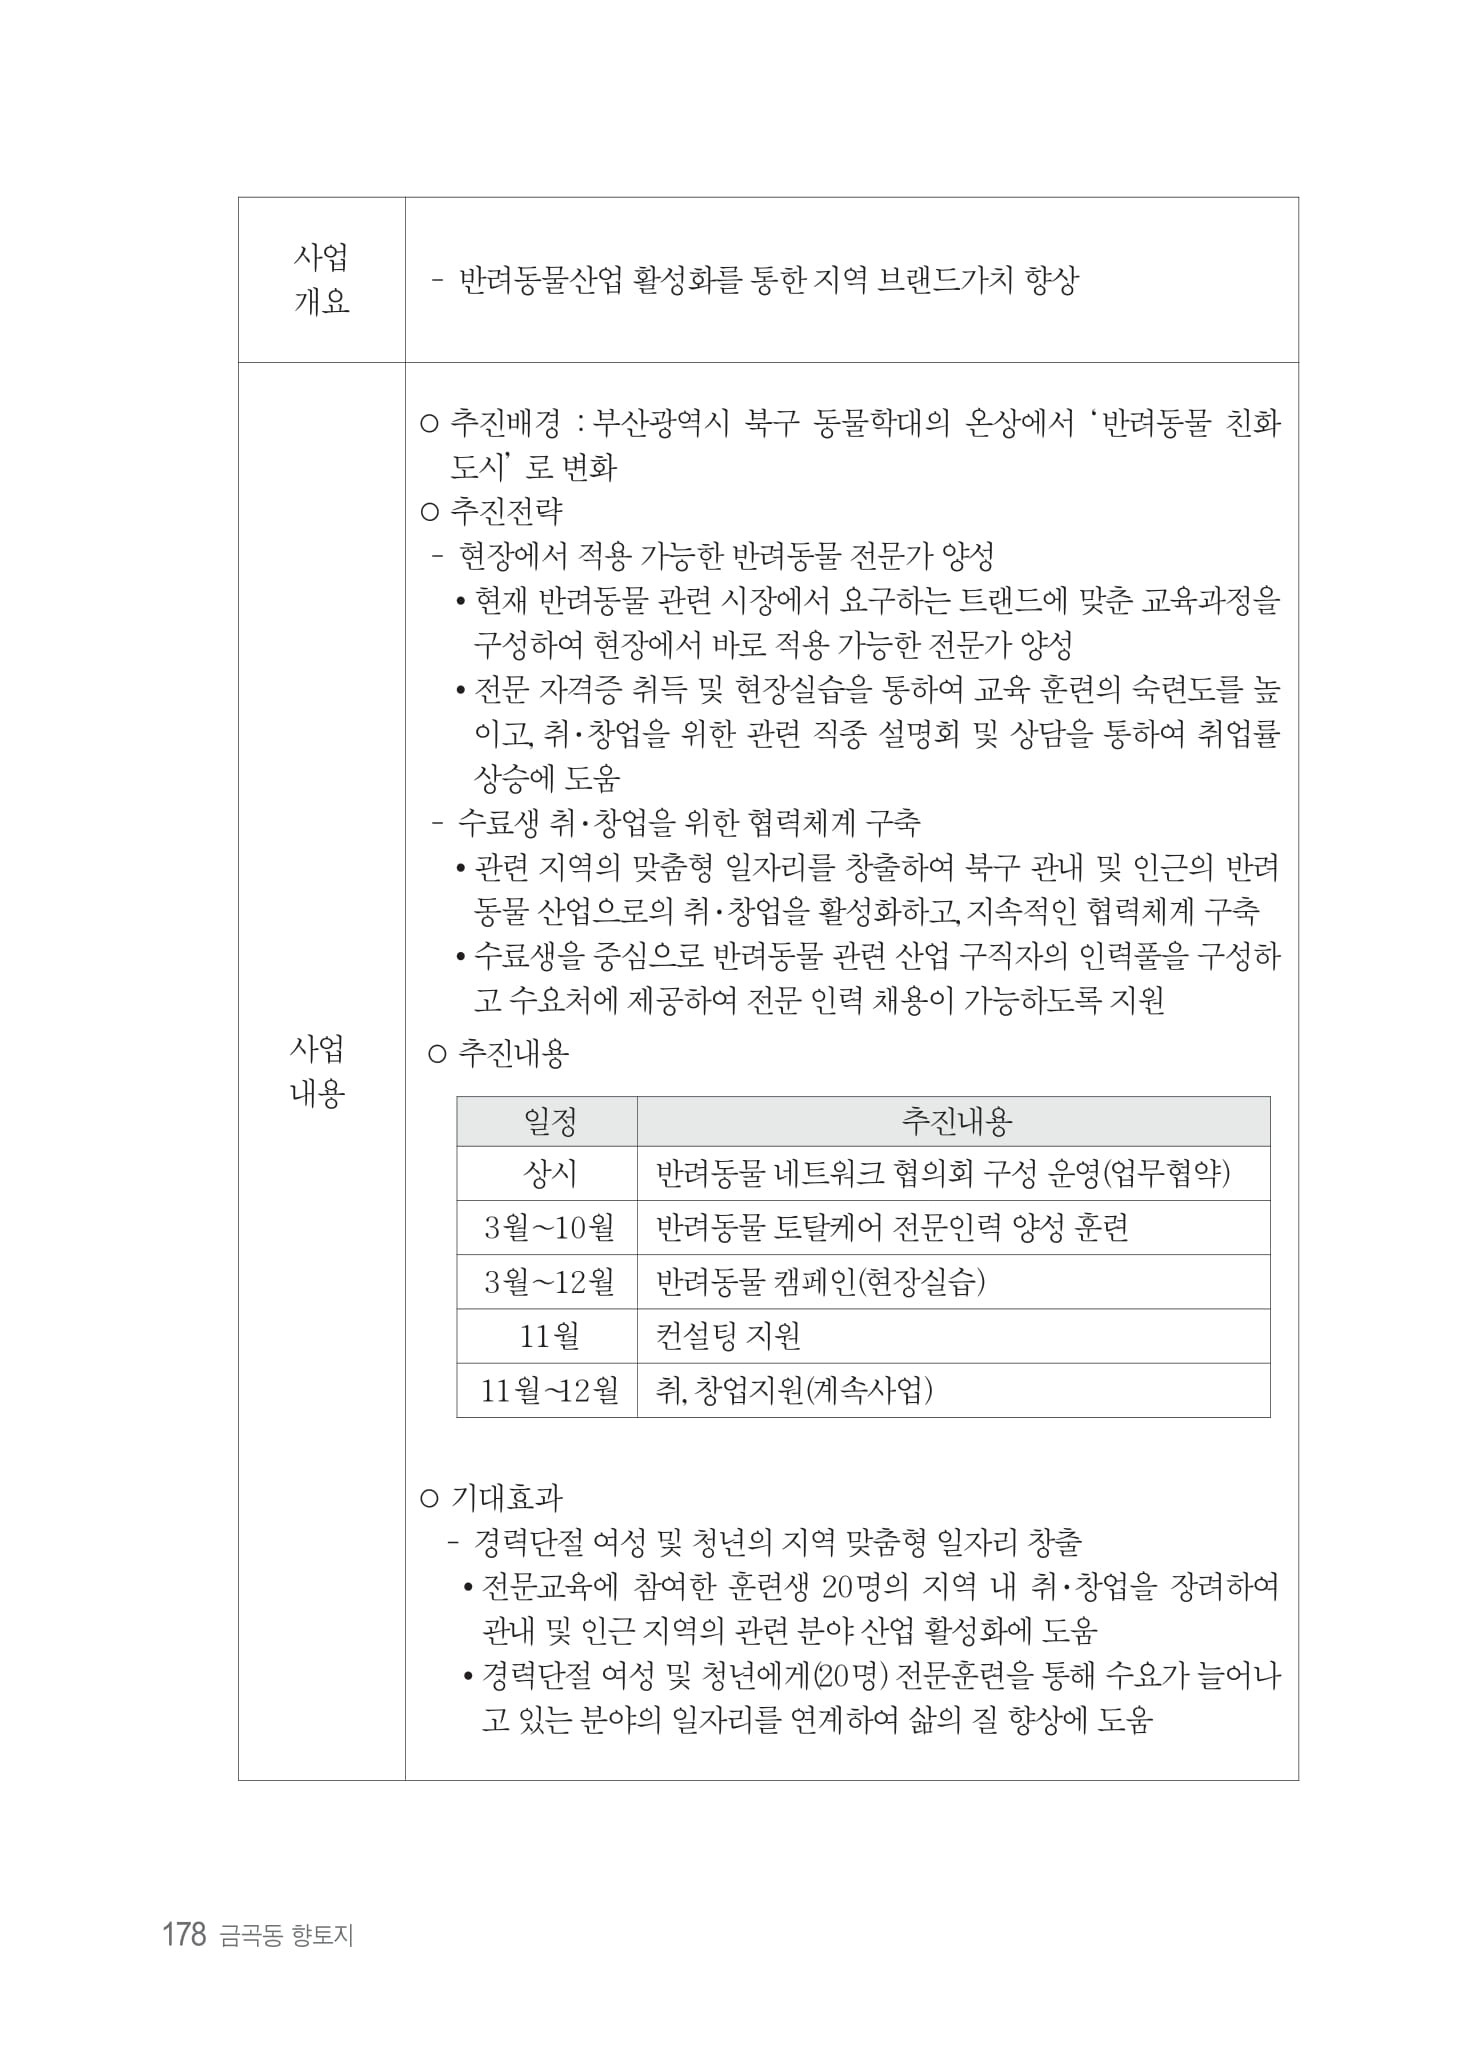 사업
개요
- 반려동물산업 활성화를 통한 지역 브랜드가치 향상
사업
내용
○ 추진배경 : 부산광역시 북구 동물학대의 온상에서 ‘반려동물 친화
도시’ 로 변화
○ 추진전략
- 현장에서 적용 가능한 반려동물 전문가 양성
• 현재 반려동물 관련 시장에서 요구하는 트랜드에 맞춘 교육과정을
구성하여 현장에서 바로 적용 가능한 전문가 양성
• 전문 자격증 취득 및 현장실습을 통하여 교육 훈련의 숙련도를 높
이고, 취·창업을 위한 관련 직종 설명회 및 상담을 통하여 취업률
상승에 도움
- 수료생 취·창업을 위한 협력체계 구축
• 관련 지역의 맞춤형 일자리를 창출하여 북구 관내 및 인근의 반려
동물 산업으로의 취·창업을 활성화하고, 지속적인 협력체계 구축
• 수료생을 중심으로 반려동물 관련 산업 구직자의 인력풀을 구성하
고 수요처에 제공하여 전문 인력 채용이 가능하도록 지원
○ 추진내용
일정 추진내용
상시 반려동물 네트워크 협의회 구성 운영(업무협약)
3월~10월 반려동물 토탈케어 전문인력 양성 훈련
3월~12월 반려동물 캠페인(현장실습)
11월 컨설팅 지원
11월~12월 취, 창업지원(계속사업)
○ 기대효과
- 경력단절 여성 및 청년의 지역 맞춤형 일자리 창출
• 전문교육에 참여한 훈련생 20명의 지역 내 취·창업을 장려하여
관내 및 인근 지역의 관련 분야 산업 활성화에 도움
• 경력단절 여성 및 청년에게(20명) 전문훈련을 통해 수요가 늘어나
고 있는 분야의 일자리를 연계하여 삶의 질 향상에 도움
178 금곡동 향토지